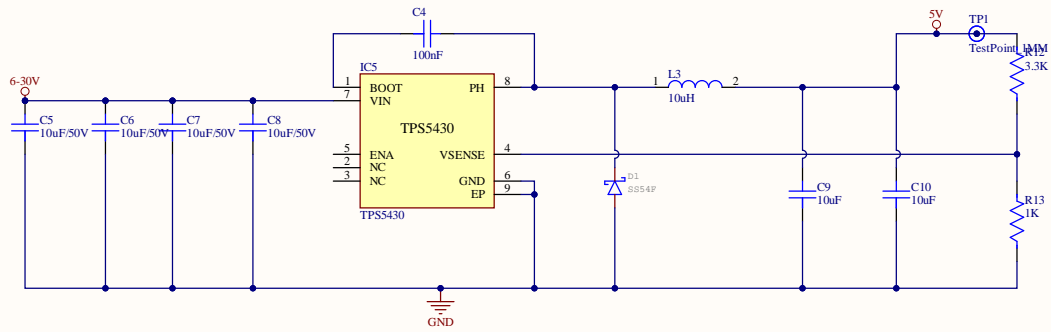 C4
100nF
5V
TP1
TestPoint_1MM
R12
3.3K
6-30V
IC5
1
BOOT
PH
8
7
VIN
L3
1
2
10uH
C5
10uF/50V
C6
10uF/50V
C7
10uF/50V
C8
10uF/50V
TPS5430
5
ENA
VSENSE
4
2
NC
GND
6
3
NC
EP
9
D1
SS54F
C9
10uF
C10
10uF
R13
1K
TPS5430
GND